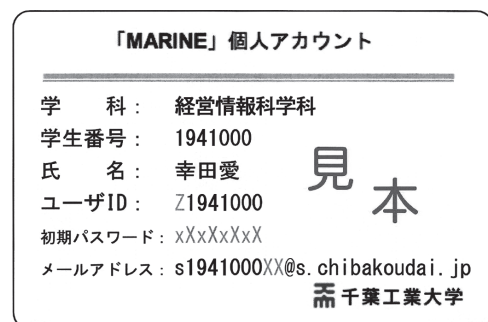 「MARINE」個人アカウント
学　　科：　経営情報科学科
学生番号：　1941000
氏　　名：　幸田愛
ユーザID：　Z1941000
初期パスワード：xXxXxXxX
メールアドレス：s1941000XX@s.chibakoudai.jp
見本
千葉工業大学